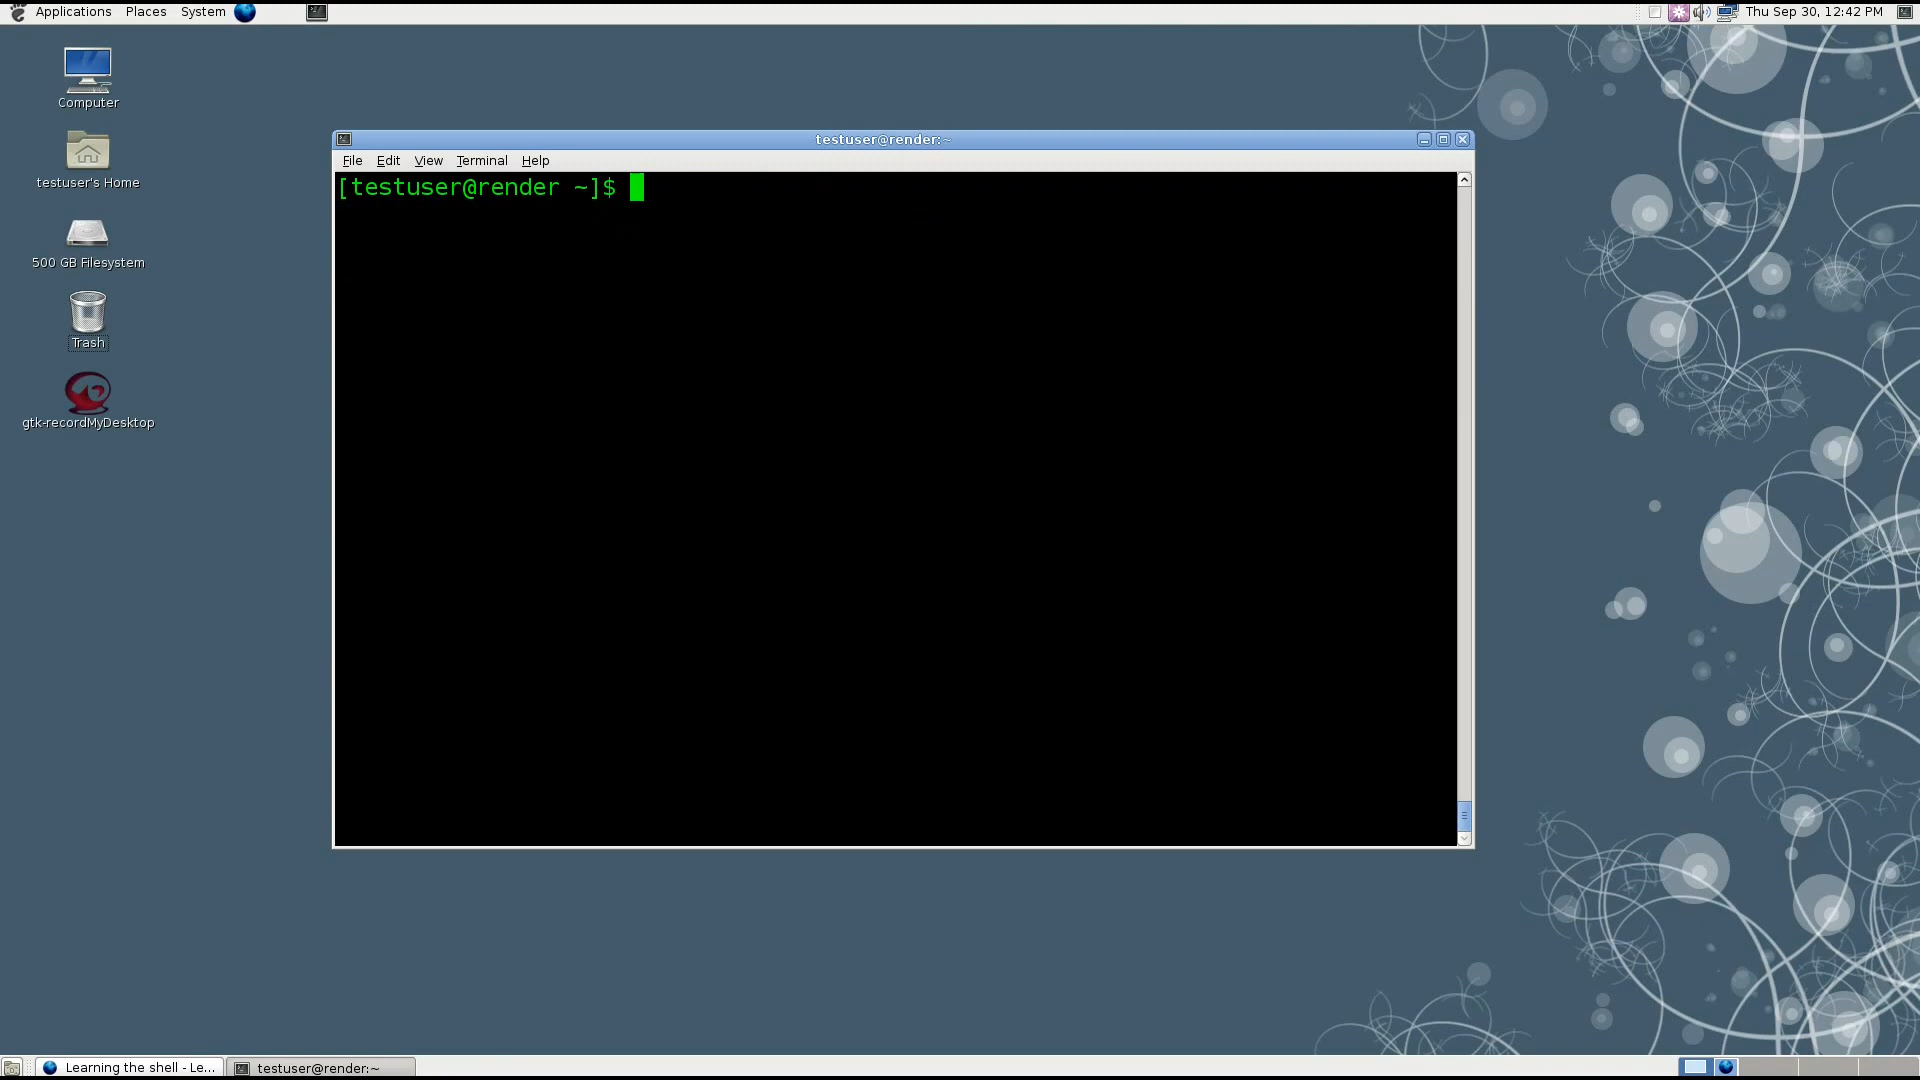 Applications Places System
Thu Sep 30, 12:42 PM
Computer
testuser's Home
500 GB Filesystem
Trash
gtk-recordMyDesktop
testuser@render:~
File Edit View Terminal Help
[testuser@render ~]$
Learning the shell - Le...
testuser@render:~